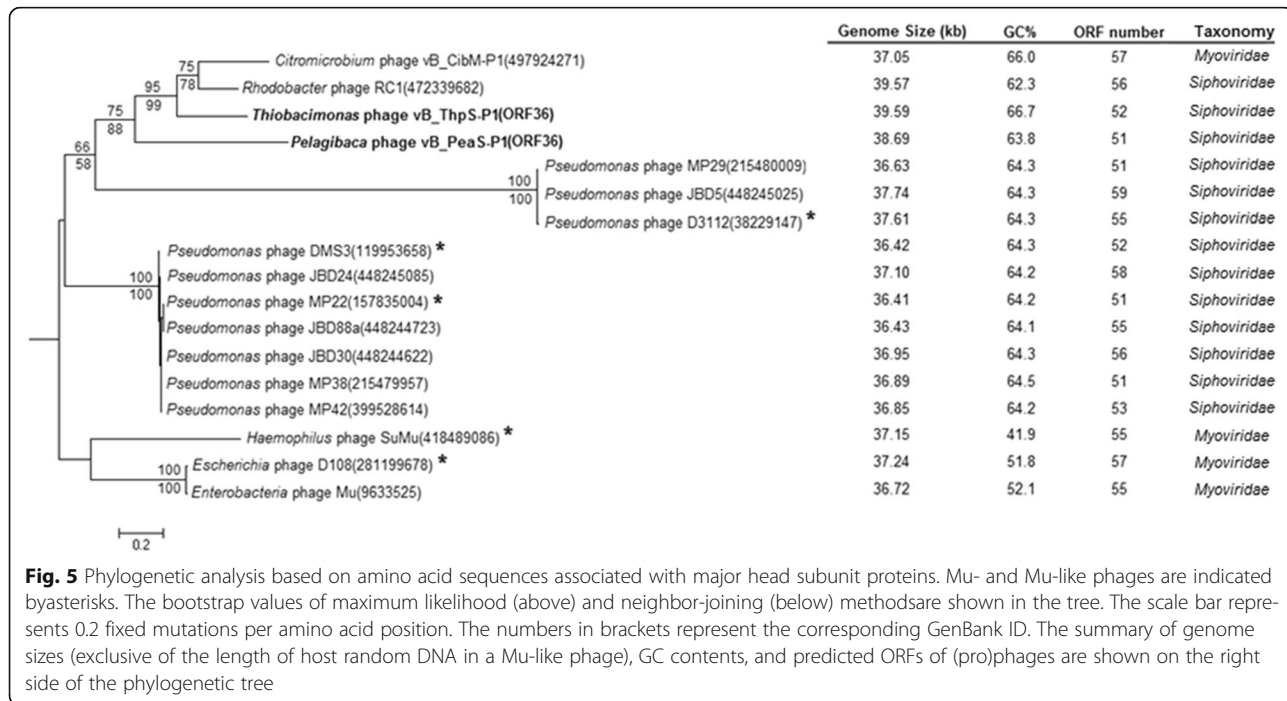 Genome Size (kb) GC% ORF number Taxonomy
75 Citromicrobium phage vB_CibM-P1(497924271) 37.05 66.0 57 Myoviridae
78 Rhodobacter phage RC1(472339682) 39.57 62.3 56 Siphoviridae
95
99 Thiobacimonas phage vB_ThpS-P1(ORF36) 39.59 66.7 52 Siphoviridae
75
88 Pelagibaca phage vB_PeaS-P1(ORF36) 38.69 63.8 51 Siphoviridae
66
58
Pseudomonas phage MP29(215480009) 36.63 64.3 51 Siphoviridae
100
100 Pseudomonas phage JBD5(448245025) 37.74 64.3 59 Siphoviridae
Pseudomonas phage D3112(38229147) * 37.61 64.3 55 Siphoviridae
Pseudomonas phage DMS3(119953658) * 36.42 64.3 52 Siphoviridae
100 Pseudomonas phage JBD24(448245085) 37.10 64.2 58 Siphoviridae
100 Pseudomonas phage MP22(157835004) * 36.41 64.2 51 Siphoviridae
Pseudomonas phage JBD88a(448244723) 36.43 64.1 55 Siphoviridae
Pseudomonas phage JBD30(448244622) 36.95 64.3 56 Siphoviridae
Pseudomonas phage MP38(215479957) 36.89 64.5 51 Siphoviridae
Pseudomonas phage MP42(399528614) 36.85 64.2 53 Siphoviridae
Haemophilus phage SuMu(418489086) * 37.15 41.9 55 Myoviridae
100 Escherichia phage D108(281199678) * 37.24 51.8 57 Myoviridae
100 Enterobacteria phage Mu(9633525) 36.72 52.1 55 Myoviridae
0.2
Fig. 5 Phylogenetic analysis based on amino acid sequences associated with major head subunit proteins. Mu- and Mu-like phages are indicated
byasterisks. The bootstrap values of maximum likelihood (above) and neighbor-joining (below) methodsare shown in the tree. The scale bar repre-
sents 0.2 fixed mutations per amino acid position. The numbers in brackets represent the corresponding GenBank ID. The summary of genome
sizes (exclusive of the length of host random DNA in a Mu-like phage), GC contents, and predicted ORFs of (pro)phages are shown on the right
side of the phylogenetic tree